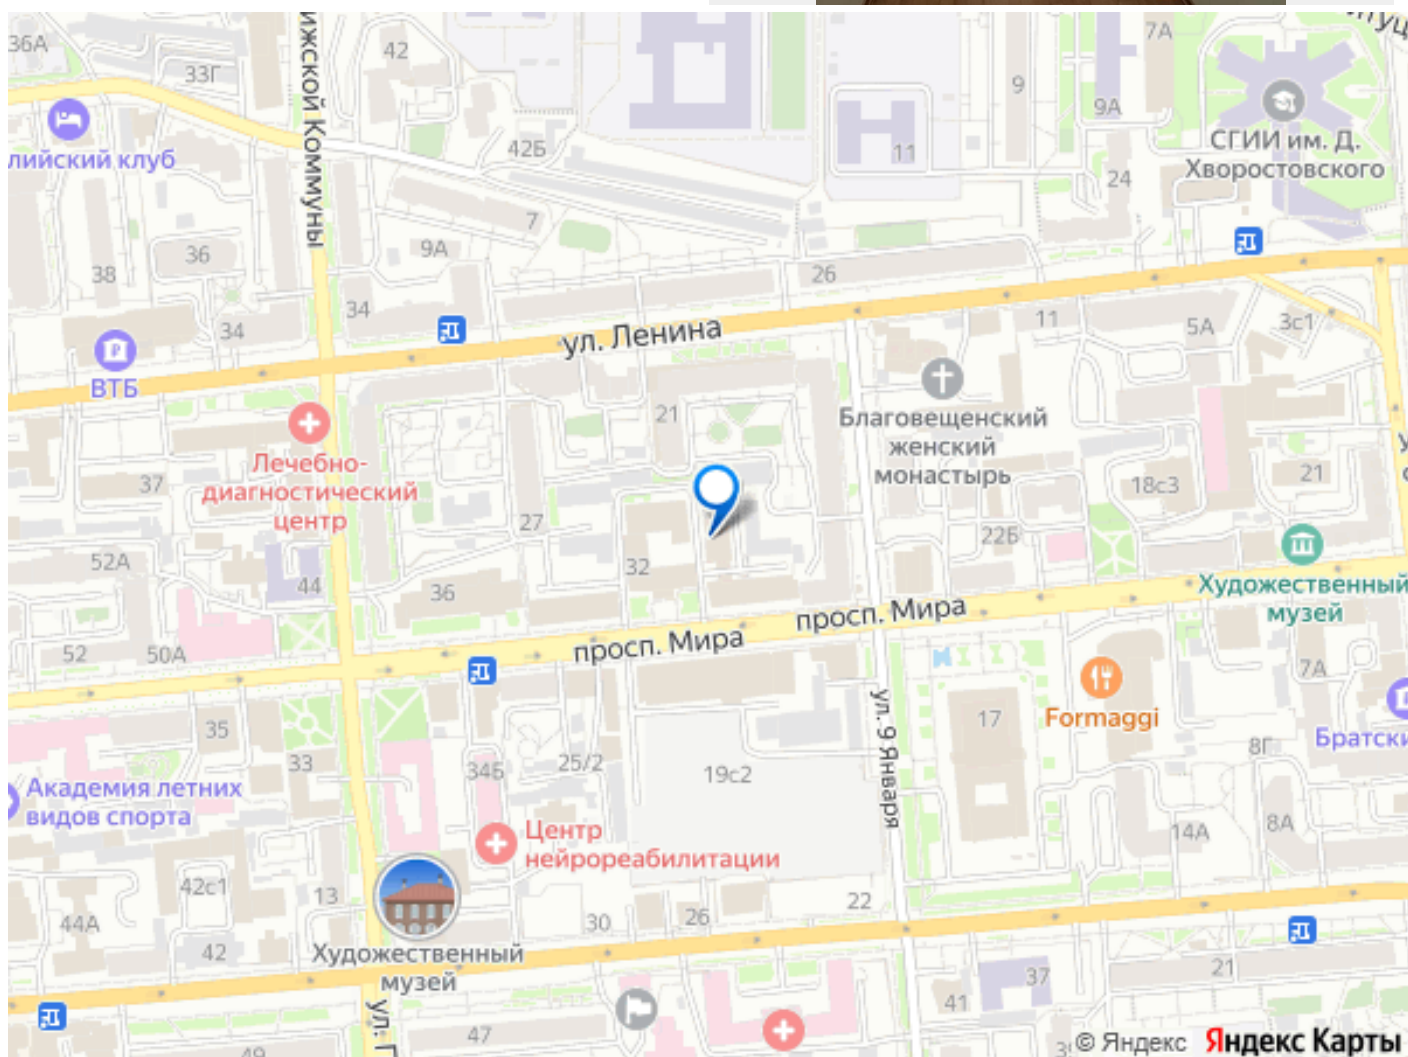 36А
33Г
ижской Коммуны
42
7А
9
9А
СГИИ им. Д.
Хворостовского
лийский клуб
42Б
11
24
7
9А
36
38
26
34
34
ул. Ленина
11
5А
3с1
ВТБ
21
Благовещенский
женский
монастырь
Лечебно-
диагностический
центр
37
27
18с3
21
22Б
52А
44
36
32
Художественный
музей
просп. Мира
просп. Мира
52
50А
7А
Formaggi
17
ул. 9 Января
35
33
34Б
25/2
19с2
8Г
Братски
Академия летних
видов спорта
14А
8А
Центр
нейрореабилитации
42с1
13
44А
42
30
26
22
Художественный
музей
21
37
41
47
49
© Яндекс
Яндекс Карты